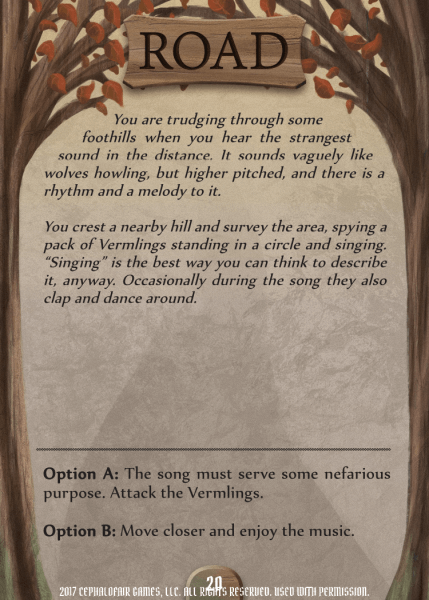 ROAD
You are trudging through some
foothills when you hear the strangest
sound in the distance. It sounds vaguely like
wolves howling, but higher pitched, and there is a
rhythm and a melody to it.
You crest a nearby hill and survey the area, spying a
pack of Vermlings standing in a circle and singing.
“Singing” is the best way you can think to describe
it, anyway. Occasionally during the song they also
clap and dance around.
Option A: The song must serve some nefarious
purpose. Attack the Vermlings.
Option B: Move closer and enjoy the music.
20
2017 CEPHALOFAIR GAMES, LLC. ALL RIGHTS RESERVED. USED WITH PERMISSION.